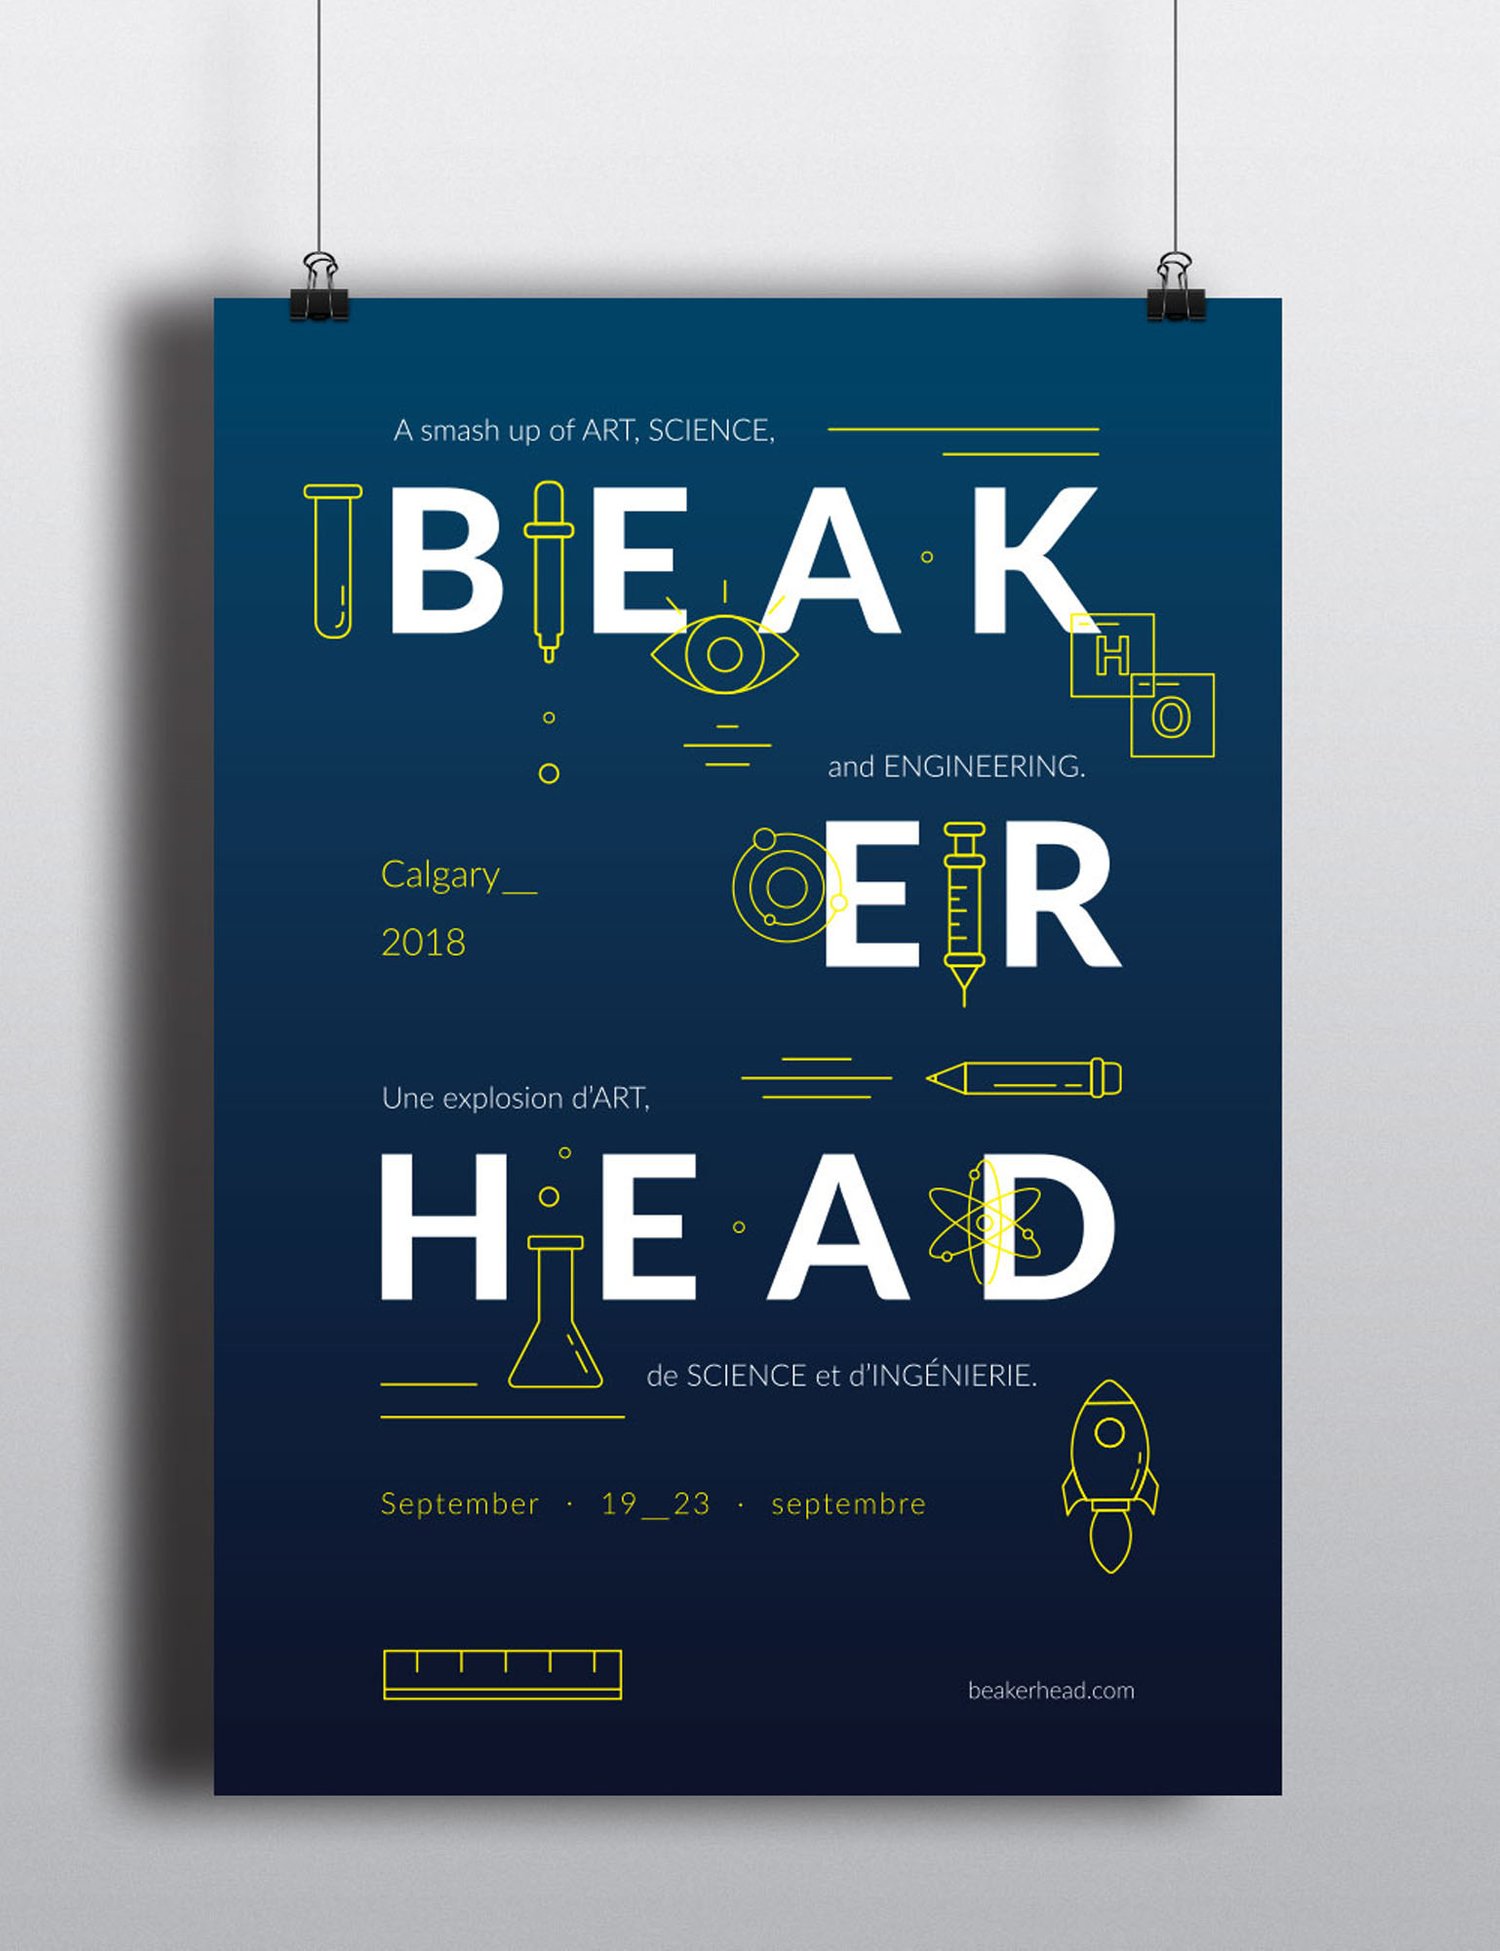 A smash up of ART, SCIENCE,
BEAK
H
O
and ENGINEERING.
ER
Calgary__
2018
Une explosion d'ART,
HEAD
de SCIENCE et d'INGÉNIERIE.
September · 19__23 · septembre
beakerhead.com